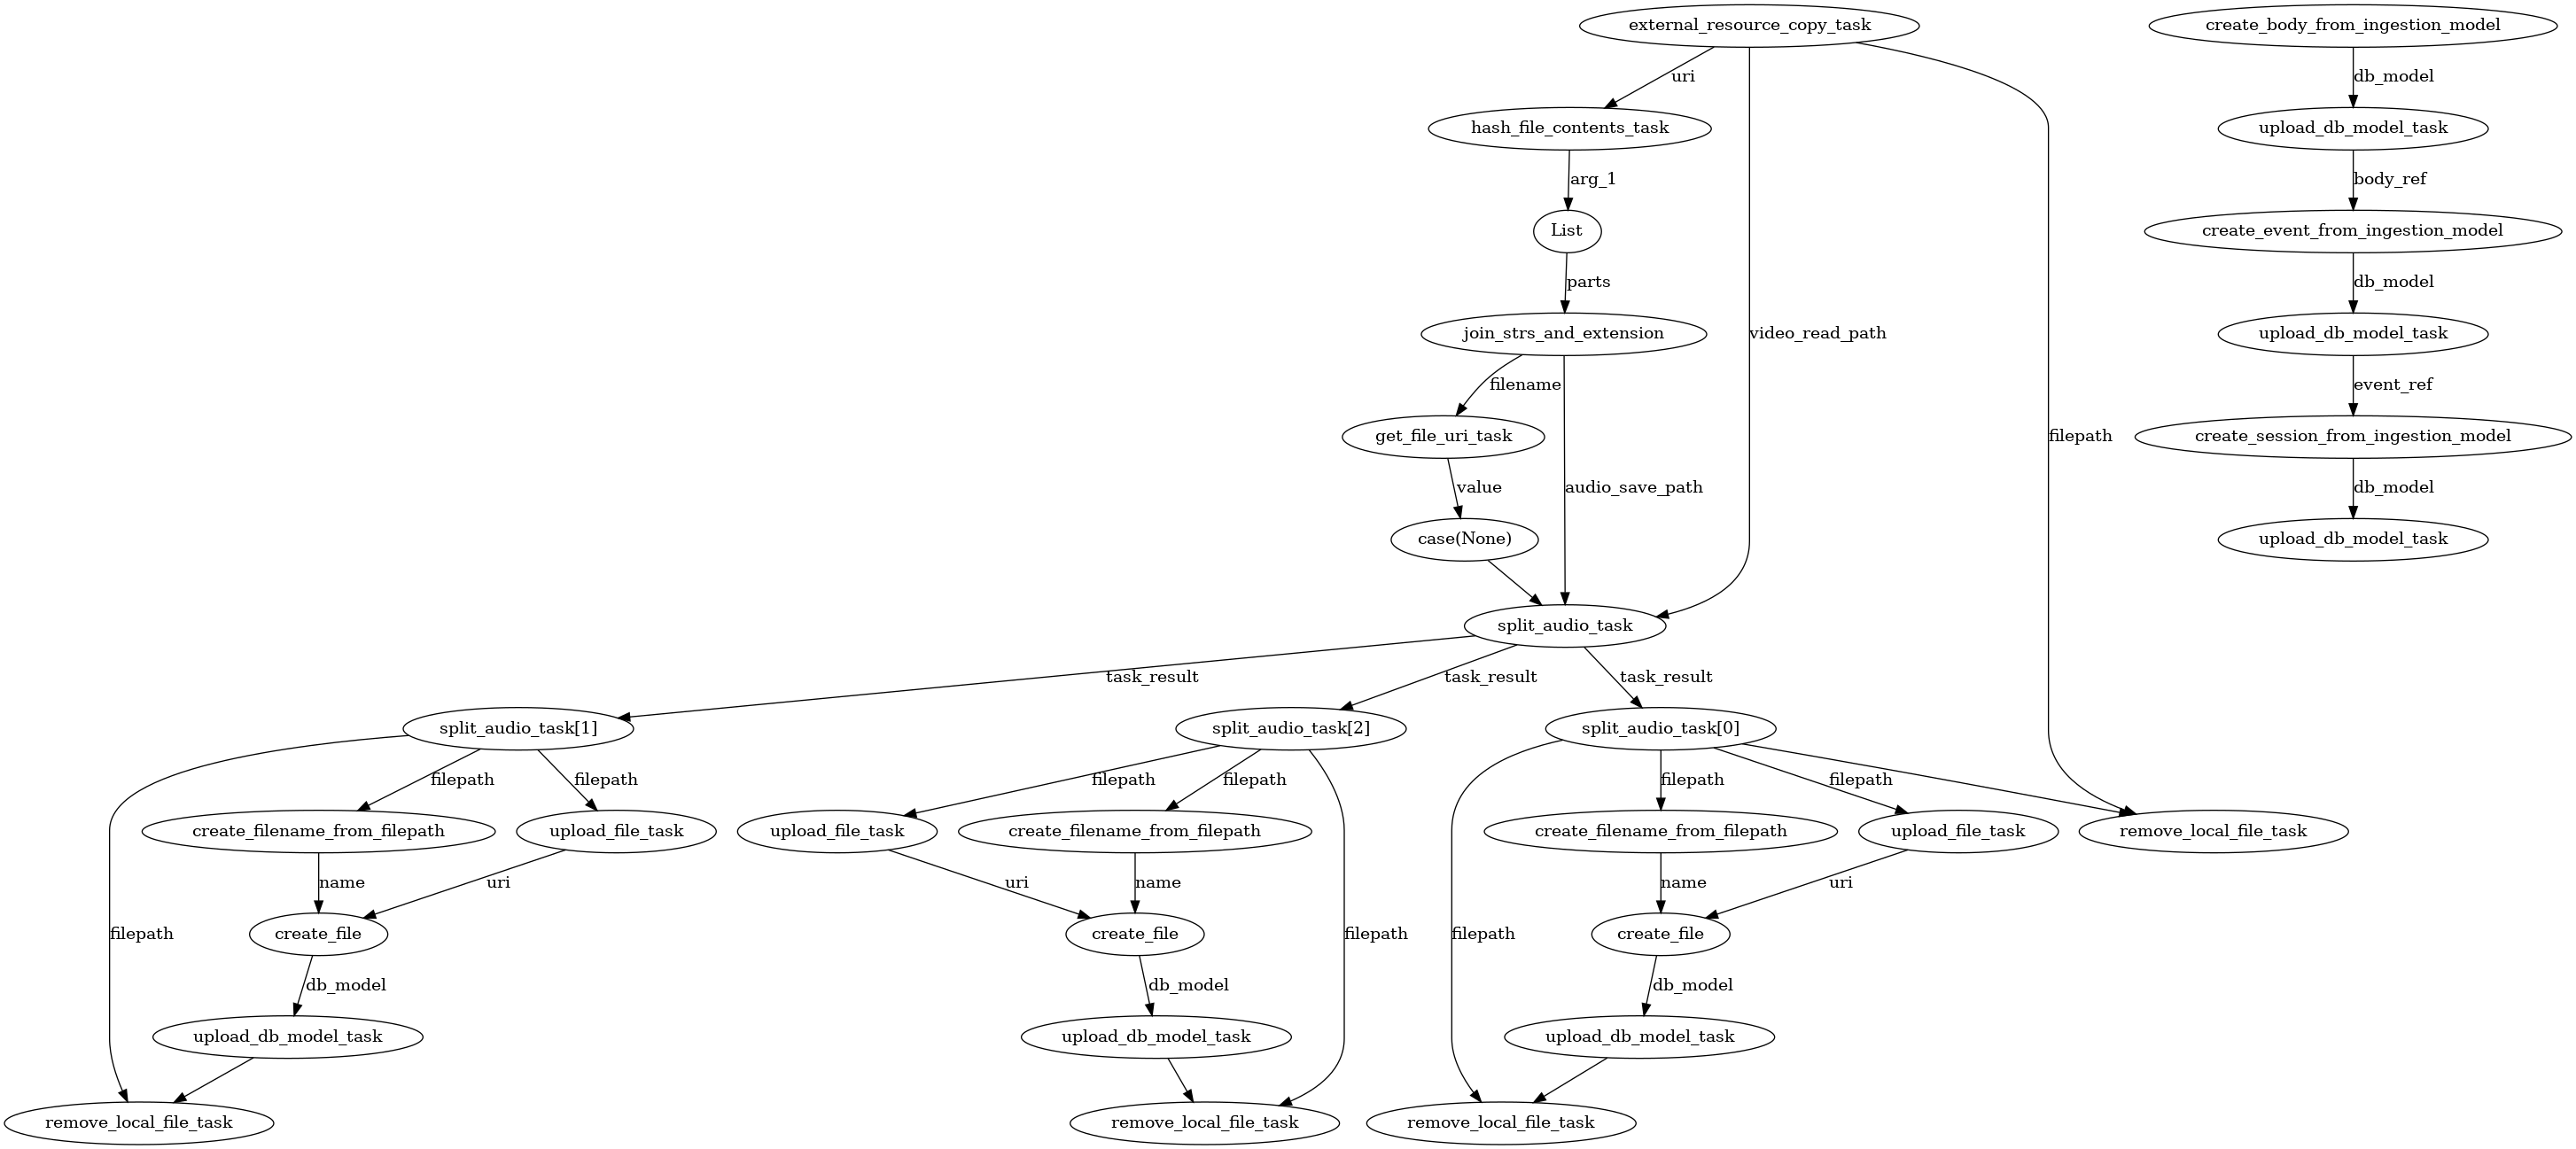 external_resource_copy_task
create_body_from_ingestion_model
uri
db_model
hash_file_contents_task
upload_db_model_task
arg_1
body_ref
List
create_event_from_ingestion_model
parts
db_model
join_strs_and_extension
video_read_path
upload_db_model_task
filename
event_ref
get_file_uri_task
filepath
create_session_from_ingestion_model
value
audio_save_path
db_model
case(None)
upload_db_model_task
split_audio_task
task_result
task_result
task_result
split_audio_task[1]
split_audio_task[2]
split_audio_task[0]
filepath
filepath
filepath
filepath
filepath
filepath
create_filename_from_filepath
upload_file_task
upload_file_task
create_filename_from_filepath
create_filename_from_filepath
upload_file_task
remove_local_file_task
name
uri
uri
name
name
uri
filepath
create_file
create_file
filepath
filepath
create_file
db_model
db_model
db_model
upload_db_model_task
upload_db_model_task
upload_db_model_task
remove_local_file_task
remove_local_file_task
remove_local_file_task